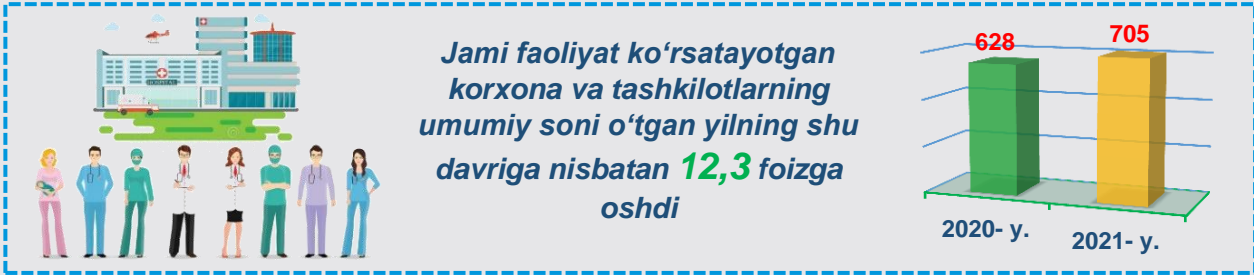 Jami faoliyat ko‘rsatayotgan
korxona va tashkilotlarning
umumiy soni o‘tgan yilning shu
davriga nisbatan 12,3 foizga
oshdi
628
705
2020- y.
2021- y.
HOSPITAL